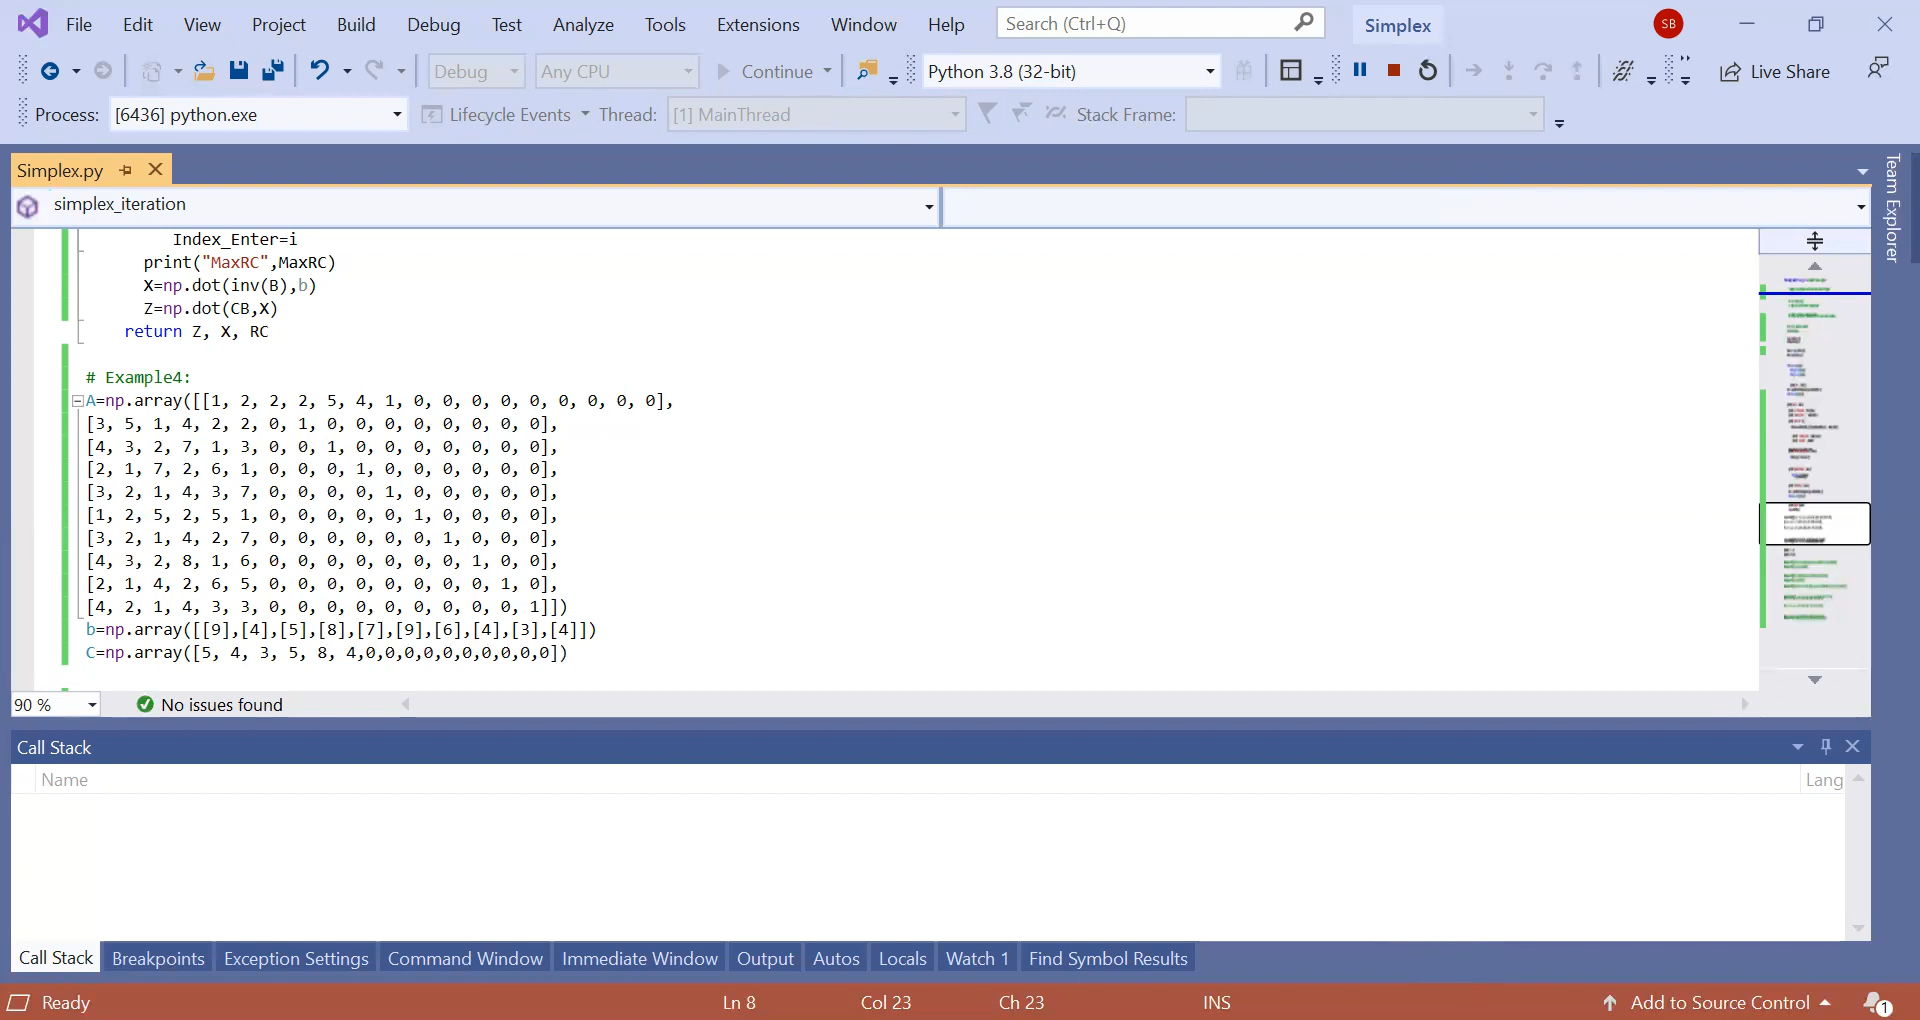 File Edit View Project Build Debug Test Analyze Tools Extensions Window Help Search (Ctrl+Q) Simplex SB
Debug Any CPU Continue Python 3.8 (32-bit) Live Share
Process: [6436] python.exe Lifecycle Events Thread: [1] MainThread Stack Frame:
Simplex.py
simplex_iteration
Team Explorer
Index_Enter=i
print("MaxRC",MaxRC)
X=np.dot(inv(B),b)
Z=np.dot(CB,X)
return Z, X, RC
# Example4:
A=np.array([[1, 2, 2, 2, 5, 4, 1, 0, 0, 0, 0, 0, 0, 0, 0, 0],
[3, 5, 1, 4, 2, 2, 0, 1, 0, 0, 0, 0, 0, 0, 0, 0],
[4, 3, 2, 7, 1, 3, 0, 0, 1, 0, 0, 0, 0, 0, 0, 0],
[2, 1, 7, 2, 6, 1, 0, 0, 0, 1, 0, 0, 0, 0, 0, 0],
[3, 2, 1, 4, 3, 7, 0, 0, 0, 0, 1, 0, 0, 0, 0, 0],
[1, 2, 5, 2, 5, 1, 0, 0, 0, 0, 0, 1, 0, 0, 0, 0],
[3, 2, 1, 4, 2, 7, 0, 0, 0, 0, 0, 0, 1, 0, 0, 0],
[4, 3, 2, 8, 1, 6, 0, 0, 0, 0, 0, 0, 0, 1, 0, 0],
[2, 1, 4, 2, 6, 5, 0, 0, 0, 0, 0, 0, 0, 0, 1, 0],
[4, 2, 1, 4, 3, 3, 0, 0, 0, 0, 0, 0, 0, 0, 0, 1]])
b=np.array([[9],[4],[5],[8],[7],[9],[6],[4],[3],[4]])
C=np.array([5, 4, 3, 5, 8, 4,0,0,0,0,0,0,0,0,0,0])
90 % No issues found
Call Stack
Name Lang
Call Stack Breakpoints Exception Settings Command Window Immediate Window Output Autos Locals Watch 1 Find Symbol Results
Ready Ln 8 Col 23 Ch 23 INS Add to Source Control 1